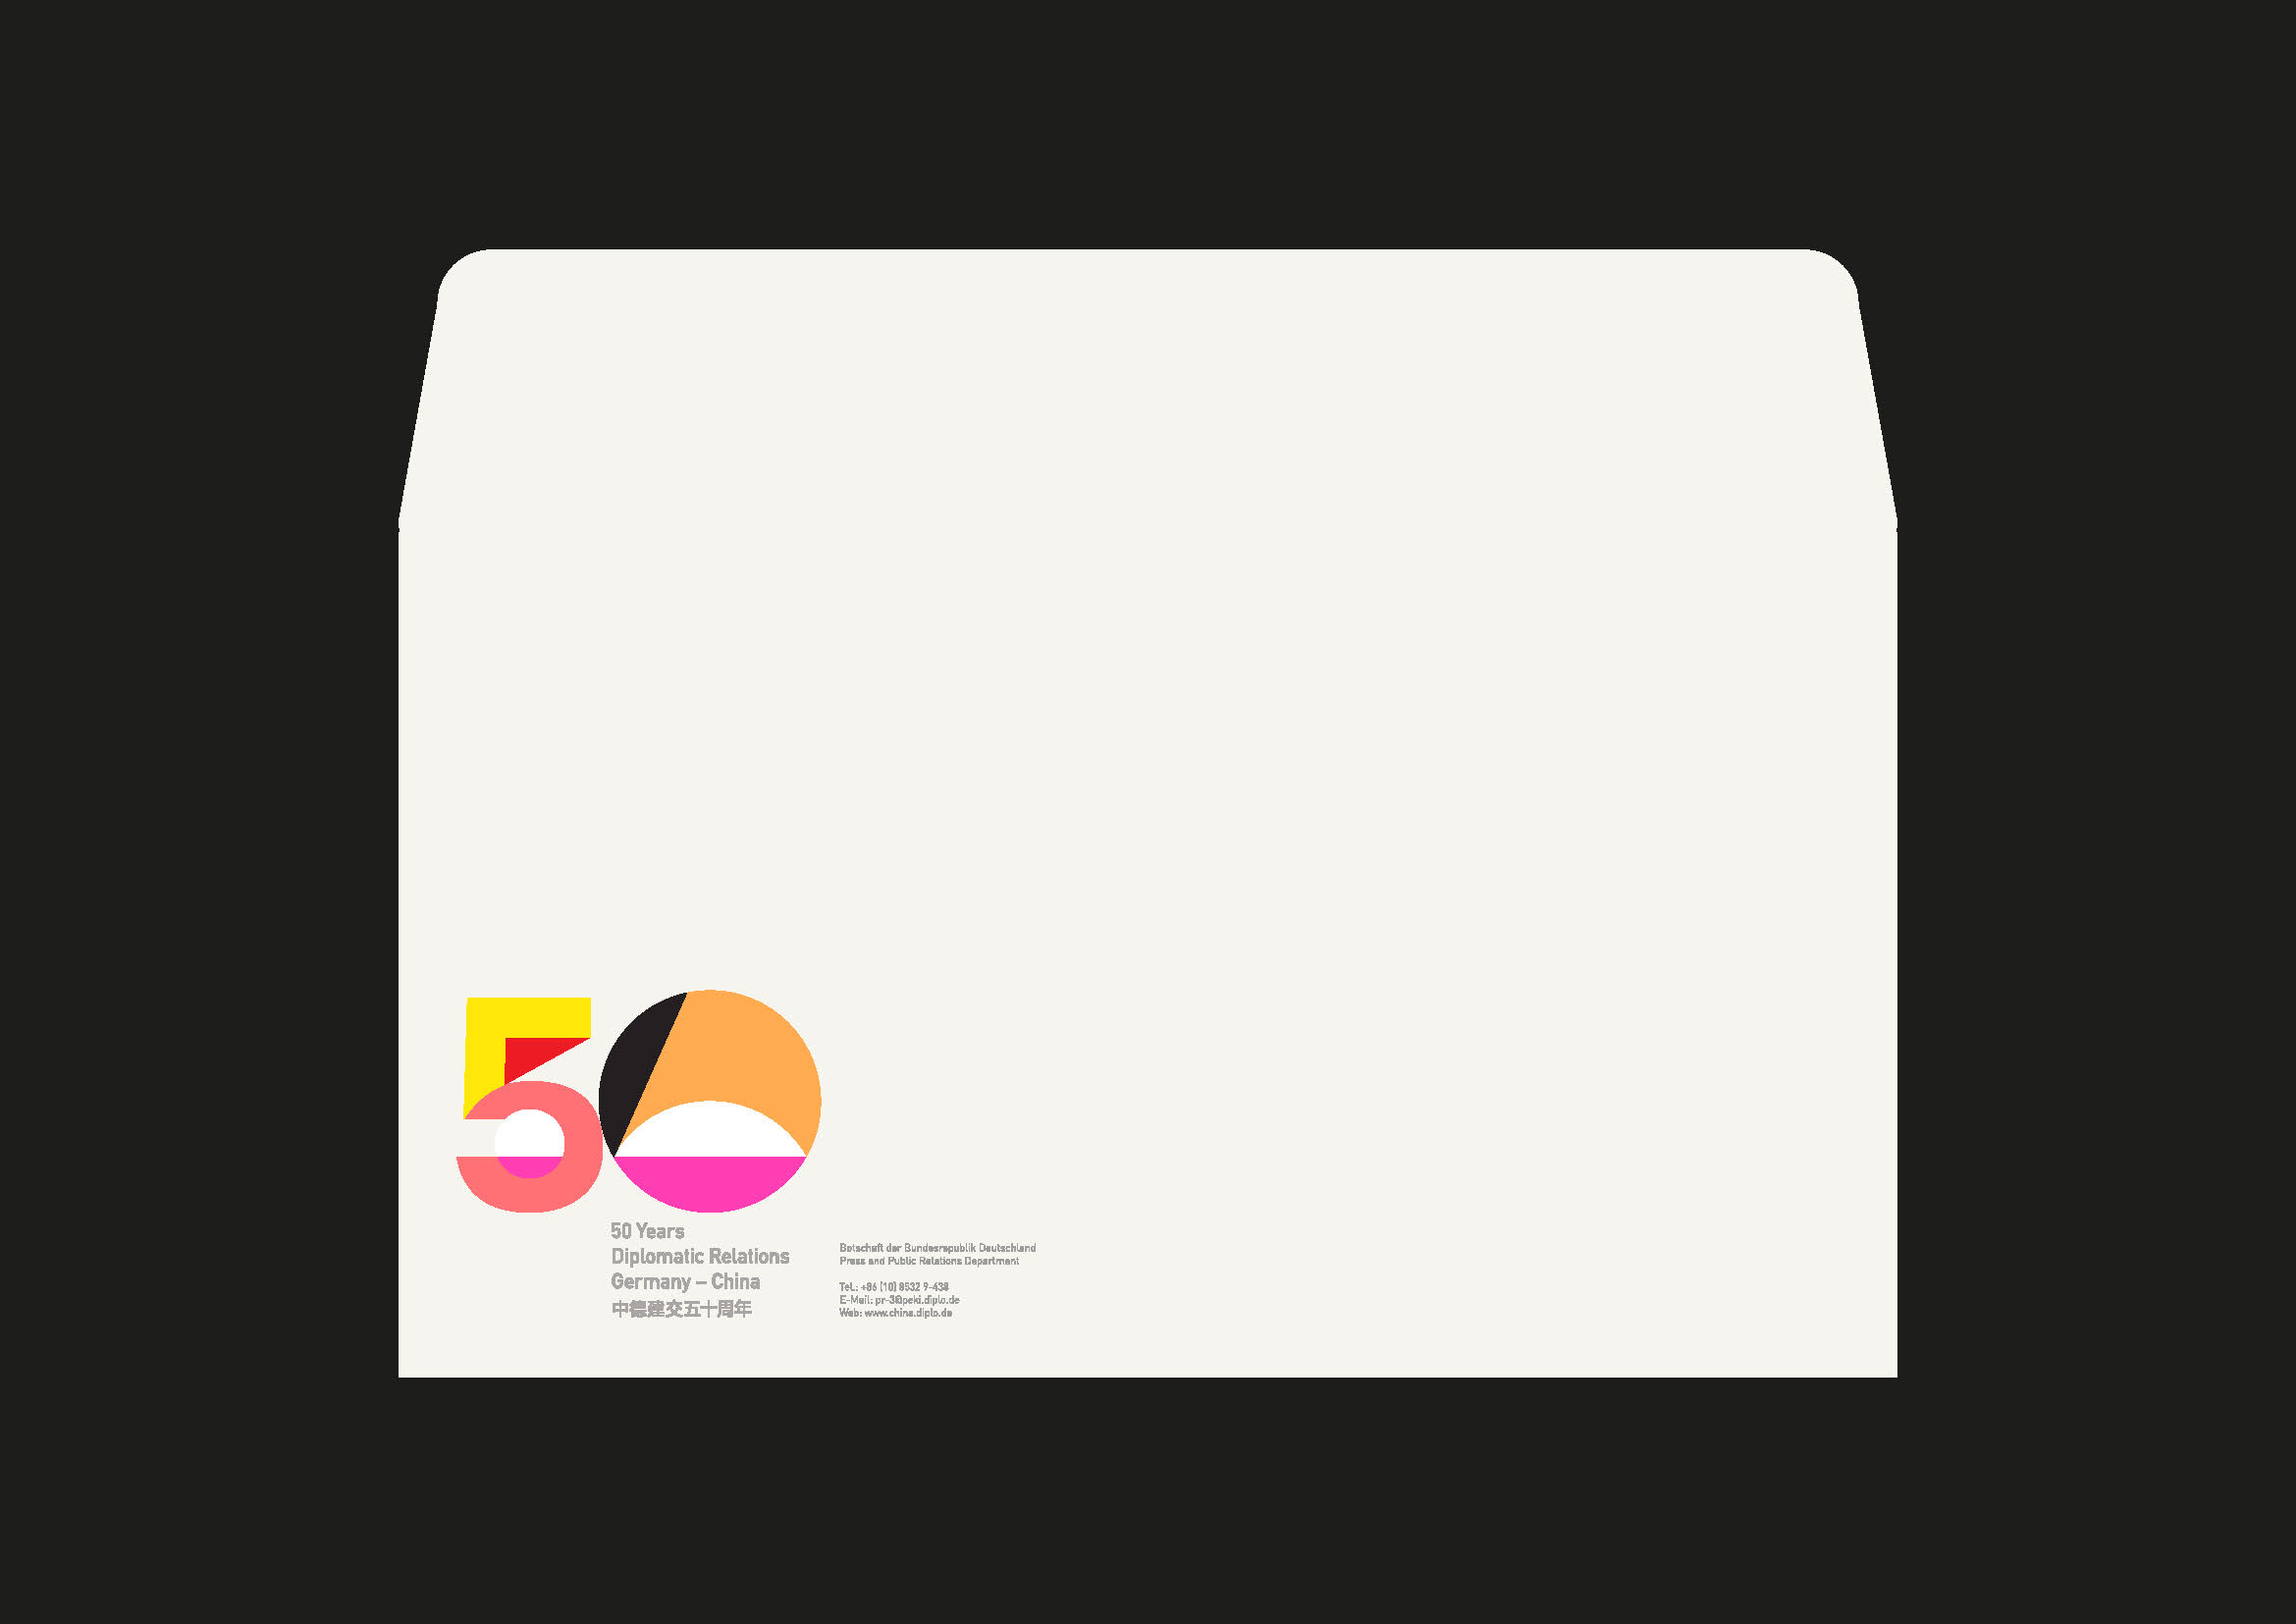 50
50 Years
Diplomatic Relations
Germany – China
中德建交五十周年
Botschaft der Bundesrepublik Deutschland
Press and Public Relations Department
Tel.: +86 (10) 8532 9-438
E-Mail: pr-3@peki.diplo.de
Web: www.china.diplo.de